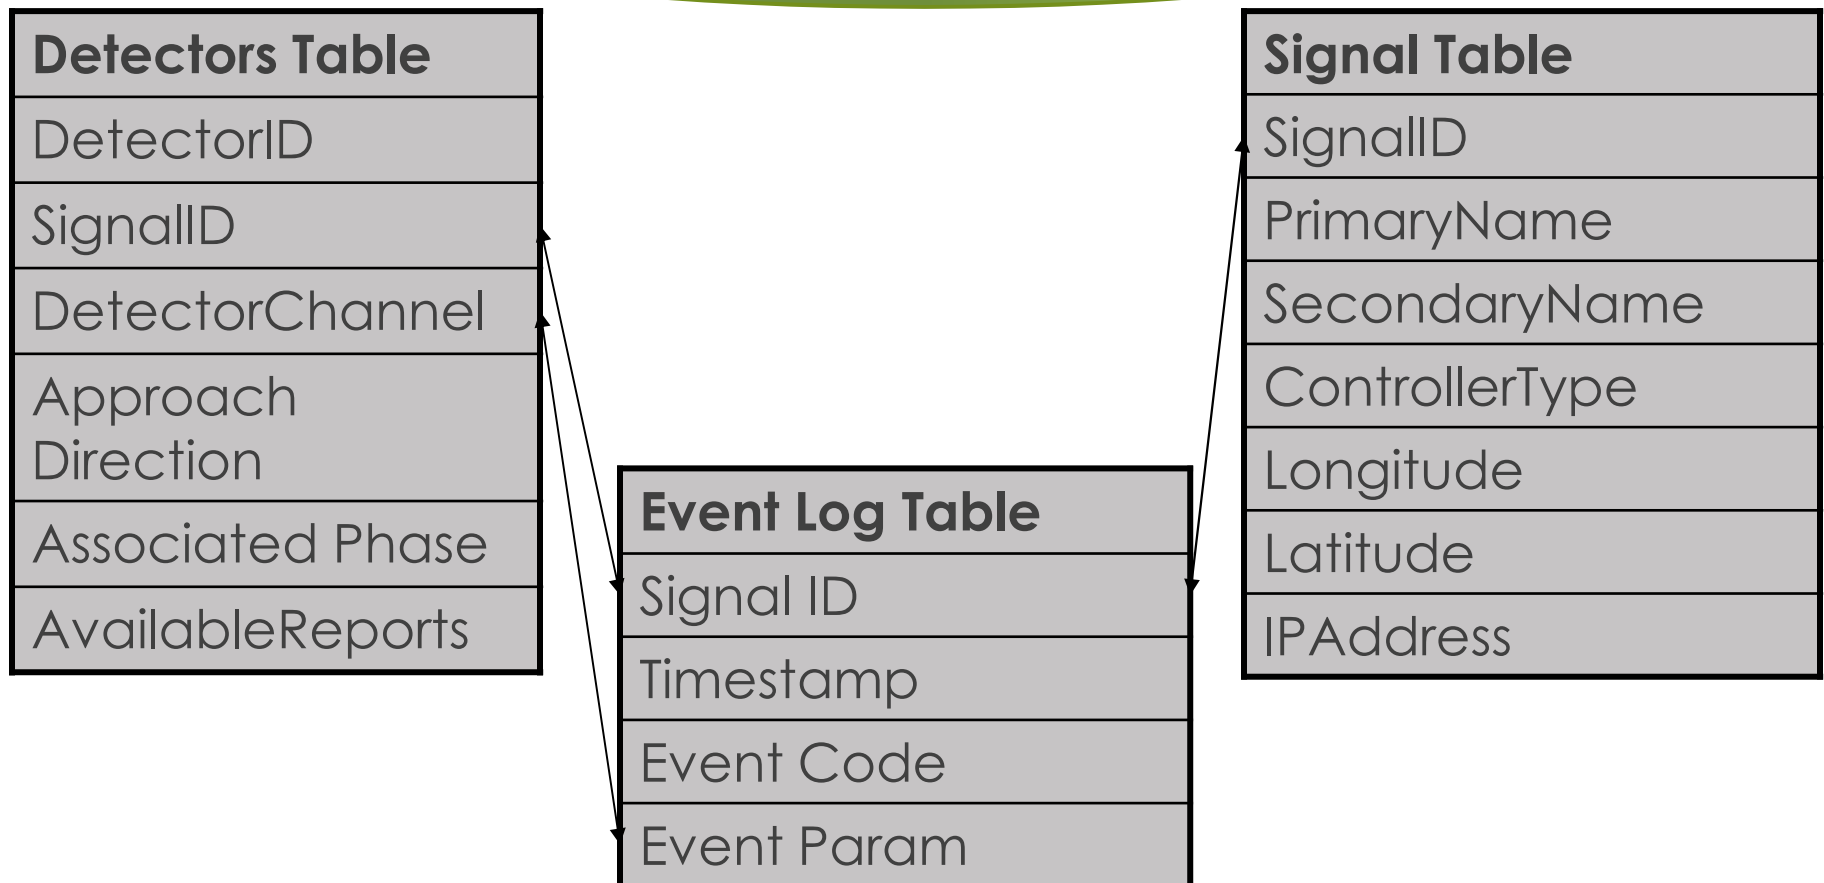 Detectors Table
DetectorID
SignalID
DetectorChannel
Approach
Direction
Associated Phase
AvailableReports
Event Log Table
Signal ID
Timestamp
Event Code
Event Param
Signal Table
SignalID
PrimaryName
SecondaryName
ControllerType
Longitude
Latitude
IPAddress